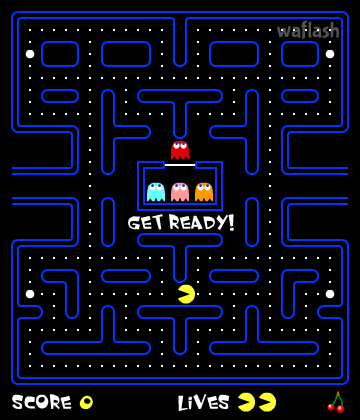 waflash
GET READY!
SCORE 0
LIVES